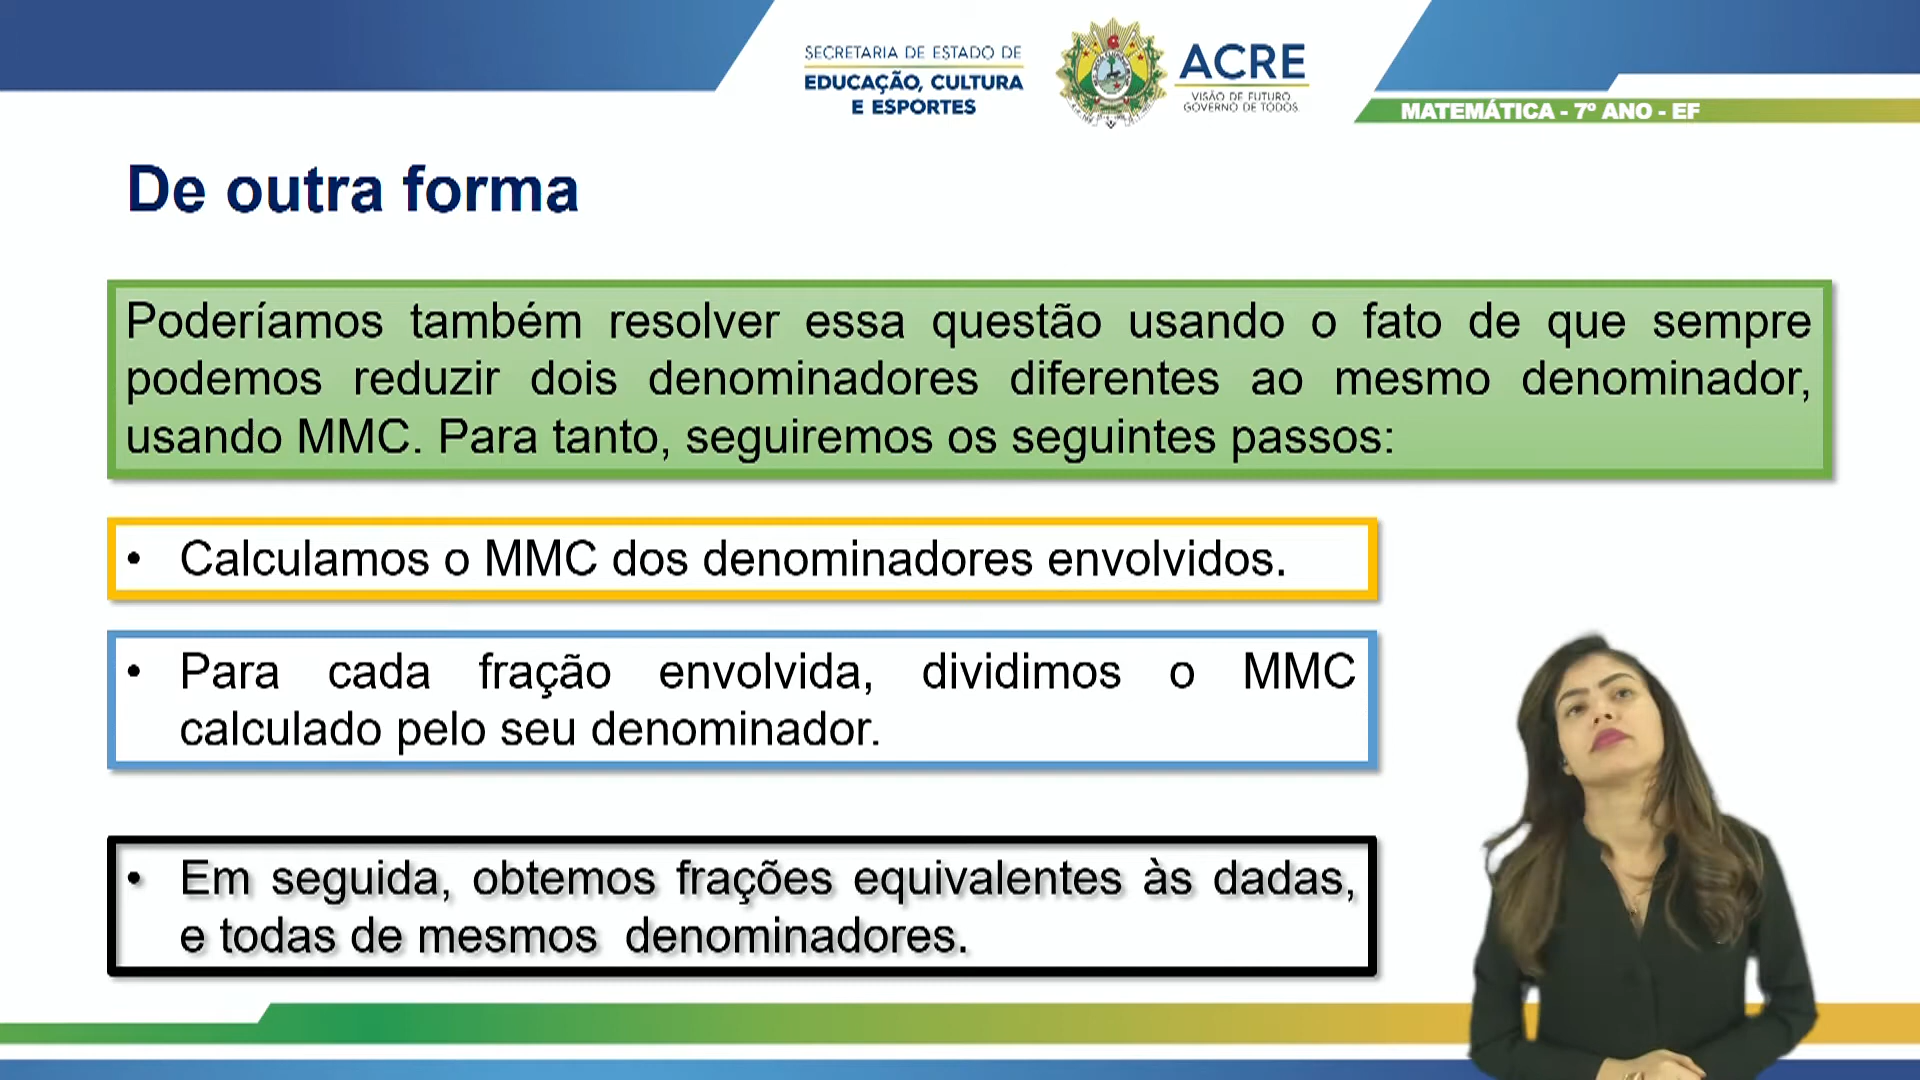 SECRETARIA DE ESTADO DE
EDUCAÇÃO, CULTURA
E ESPORTES
ACRE
VISÃO DE FUTURO
GOVERNO DE TODOS
MATEMÁTICA - 7º ANO - EF
De outra forma
Poderíamos também resolver essa questão usando o fato de que sempre
podemos reduzir dois denominadores diferentes ao mesmo denominador,
usando MMC. Para tanto, seguiremos os seguintes passos:
• Calculamos o MMC dos denominadores envolvidos.
• Para cada fração envolvida, dividimos o MMC
calculado pelo seu denominador.
• Em seguida, obtemos frações equivalentes às dadas,
e todas de mesmos denominadores.